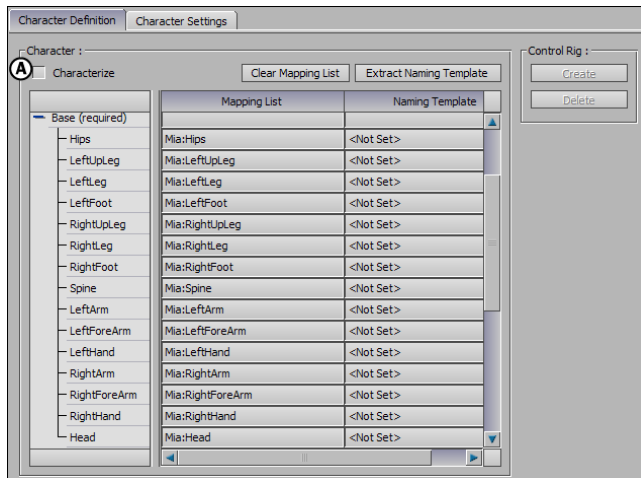 Character Definition Character Settings
Character : Control Rig :
A Characterize Clear Mapping List Extract Naming Template Create
Delete
Mapping List Naming Template
Base (required)
Hips Mia:Hips <Not Set>
LeftUpLeg Mia:LeftUpLeg <Not Set>
LeftLeg Mia:LeftLeg <Not Set>
LeftFoot Mia:LeftFoot <Not Set>
RightUpLeg Mia:RightUpLeg <Not Set>
RightLeg Mia:RightLeg <Not Set>
RightFoot Mia:RightFoot <Not Set>
Spine Mia:Spine <Not Set>
LeftArm Mia:LeftArm <Not Set>
LeftForeArm Mia:LeftForeArm <Not Set>
LeftHand Mia:LeftHand <Not Set>
RightArm Mia:RightArm <Not Set>
RightForeArm Mia:RightForeArm <Not Set>
RightHand Mia:RightHand <Not Set>
Head Mia:Head <Not Set>